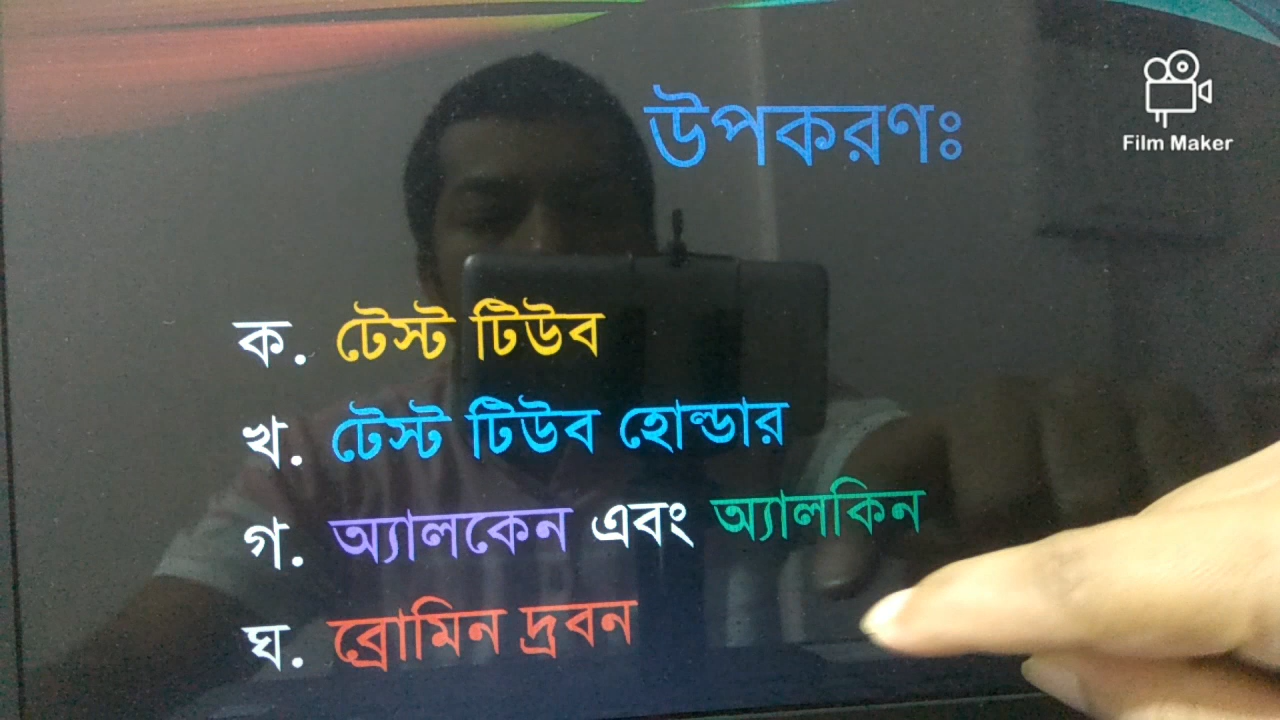 উপকরণঃ
Film Maker
ক. টেস্ট টিউব
খ. টেস্ট টিউব হোল্ডার
গ. অ্যালকেন এবং অ্যালকিন
ঘ. ব্রোমিন দ্রবন